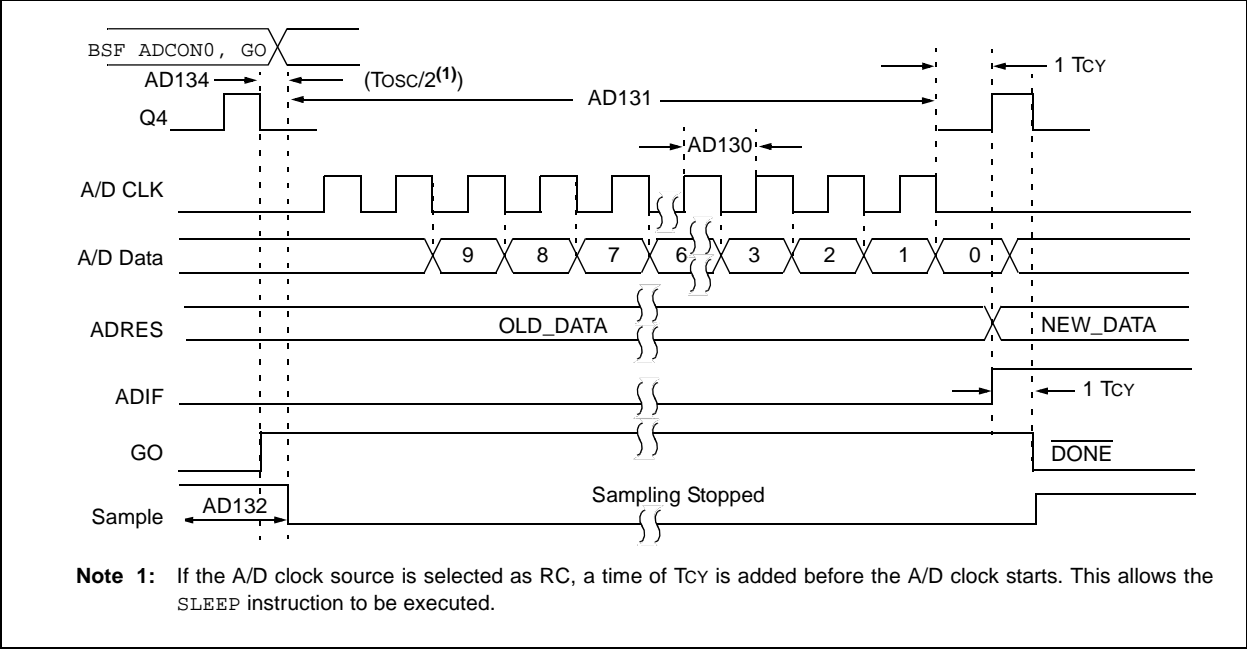 BSF ADCON0, GO
AD134 (TOSC/2(1)) 1 TCY
AD131
Q4
AD130
A/D CLK
A/D Data 9 8 7 6 3 2 1 0
ADRES OLD_DATA NEW_DATA
ADIF 1 TCY
GO DONE
Sampling Stopped
Sample AD132
Note 1: If the A/D clock source is selected as RC, a time of TCY is added before the A/D clock starts. This allows the
SLEEP instruction to be executed.